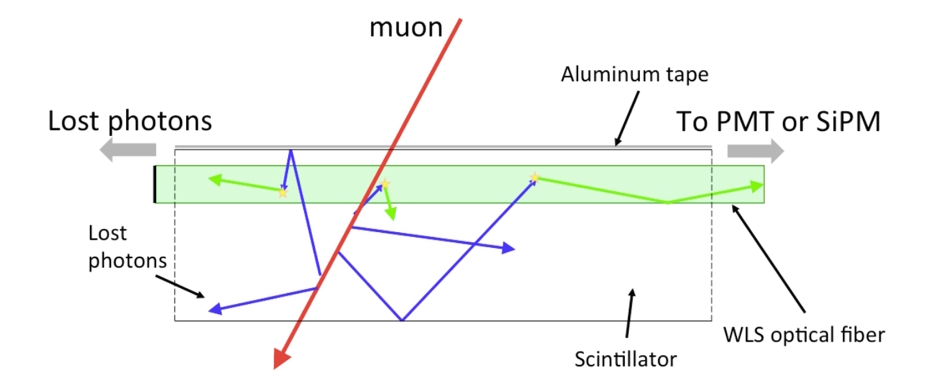 muon
Aluminum tape
Lost photons
To PMT or SiPM
Lost
photons
WLS optical fiber
Scintillator